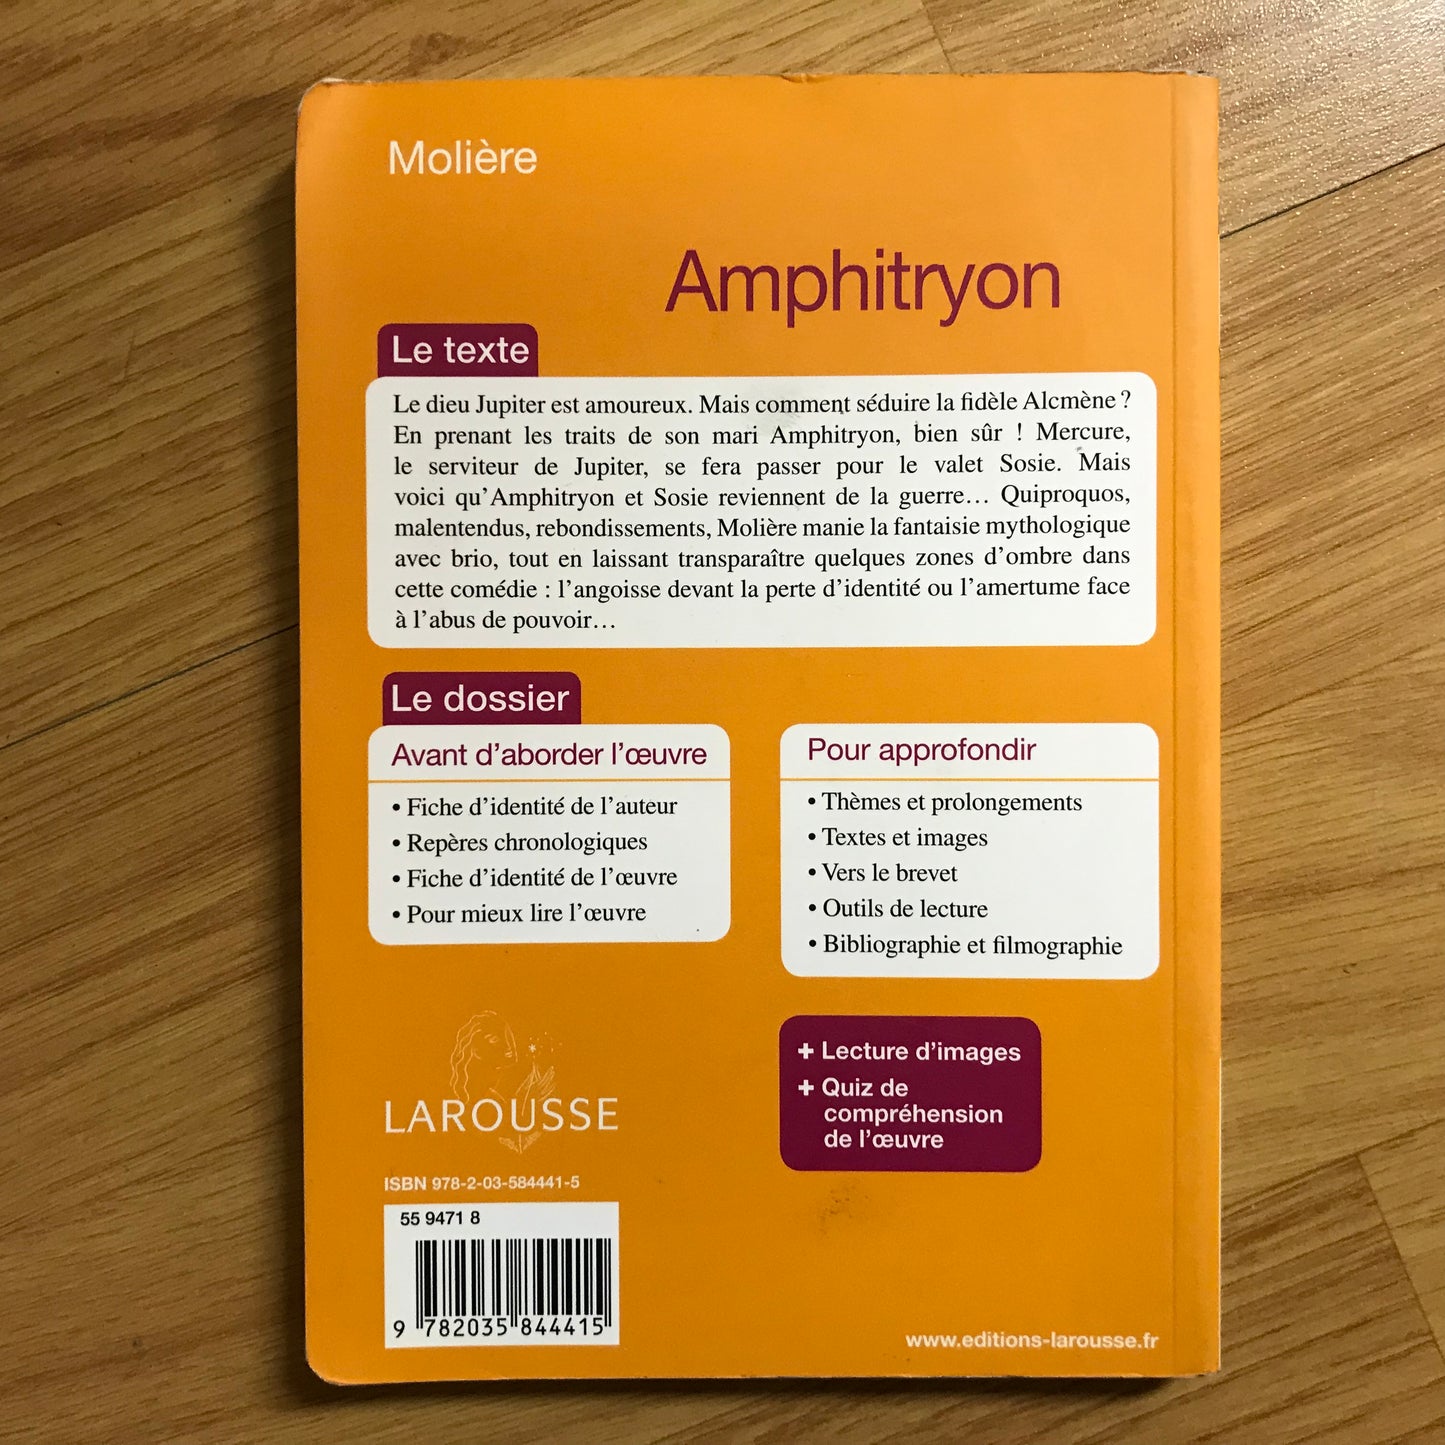 Molière
Amphitryon
Le texte
Le dieu Jupiter est amoureux. Mais comment séduire la fidèle Alcmène ?
En prenant les traits de son mari Amphitryon, bien sûr ! Mercure,
le serviteur de Jupiter, se fera passer pour le valet Sosie. Mais
voici qu’Amphitryon et Sosie reviennent de la guerre… Quiproquos,
malentendus, rebondissements, Molière manie la fantaisie mythologique
avec brio, tout en laissant transparaître quelques zones d’ombre dans
cette comédie : l’angoisse devant la perte d’identité ou l’amertume face
à l’abus de pouvoir…
Le dossier
Avant d’aborder l’œuvre
• Fiche d’identité de l’auteur
• Repères chronologiques
• Fiche d’identité de l’œuvre
• Pour mieux lire l’œuvre
Pour approfondir
• Thèmes et prolongements
• Textes et images
• Vers le brevet
• Outils de lecture
• Bibliographie et filmographie
+ Lecture d’images
+ Quiz de
compréhension
de l’œuvre
LAROUSSE
ISBN 978-2-03-584441-5
55 9471 8
9 782035 844415
www.editions-larousse.fr